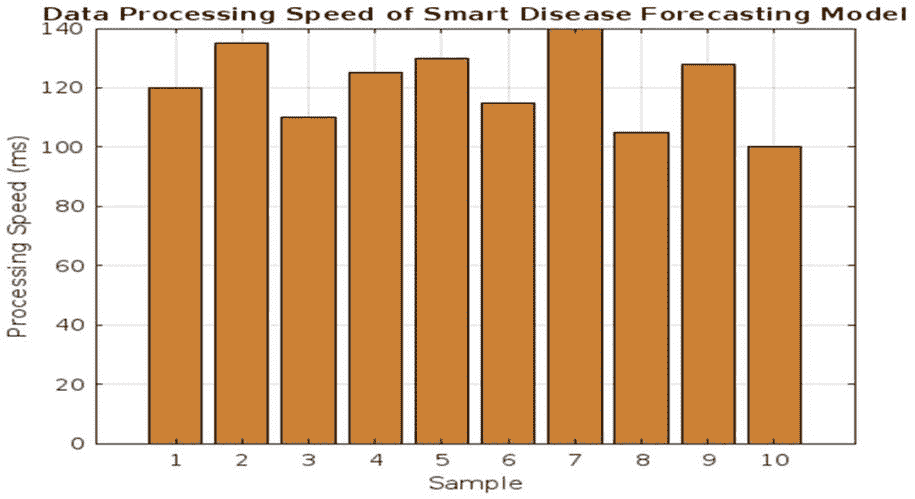 Data Processing Speed of Smart Disease Forecasting Model
140
120
100
80
60
40
20
0
Processing Speed (ms)
1 2 3 4 5 6 7 8 9 10
Sample